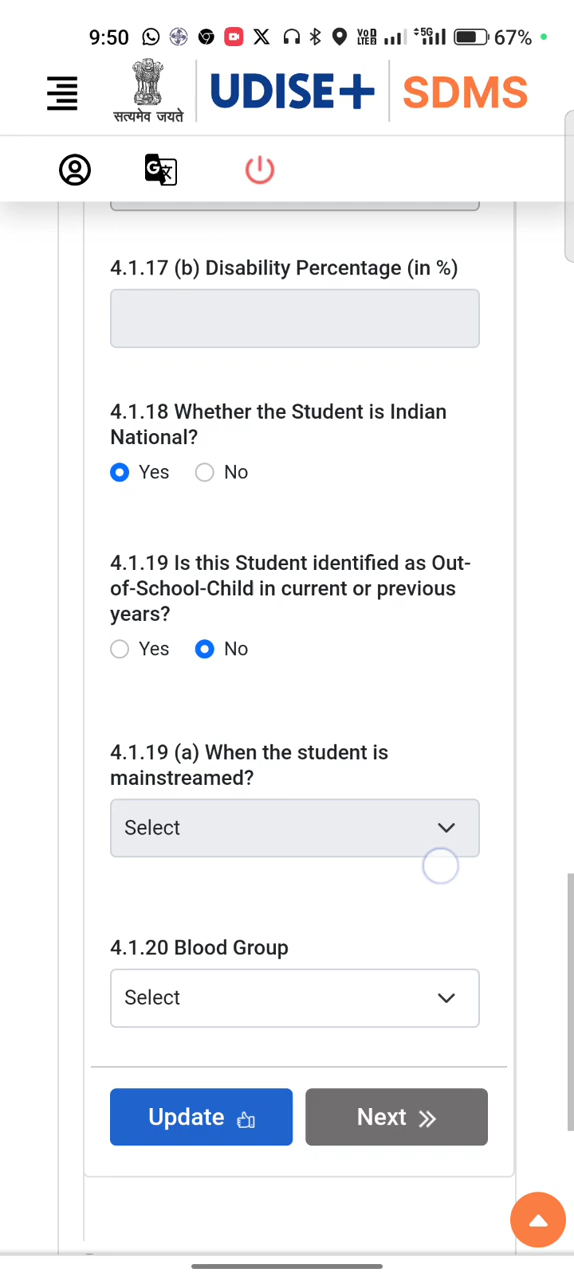 9:50 VoD LTEB 5G 67%
सत्यमेव जयते
UDISE+ SDMS
4.1.17 (b) Disability Percentage (in %)
4.1.18 Whether the Student is Indian
National?
Yes No
4.1.19 Is this Student identified as Out-
of-School-Child in current or previous
years?
Yes No
4.1.19 (a) When the student is
mainstreamed?
Select
4.1.20 Blood Group
Select
Update Next